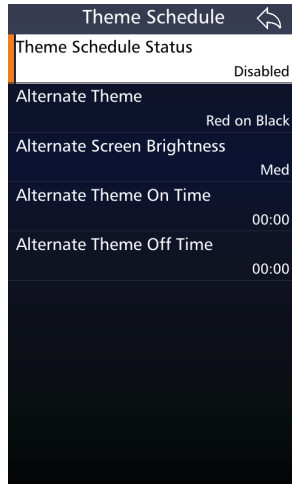 Theme Schedule
Theme Schedule Status
Disabled
Alternate Theme
Red on Black
Alternate Screen Brightness
Med
Alternate Theme On Time
00:00
Alternate Theme Off Time
00:00